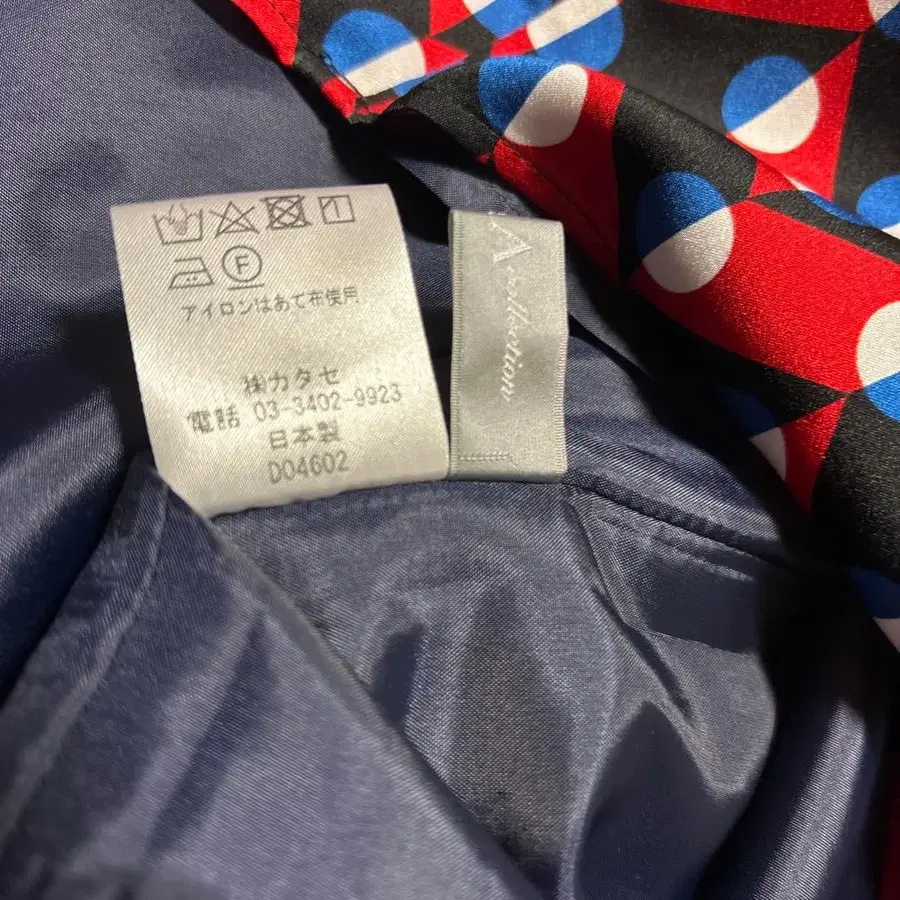 F
アイロンはあて布使用
㈱カタセ
電話 03-3402-9923
日本製
D04602
A collection